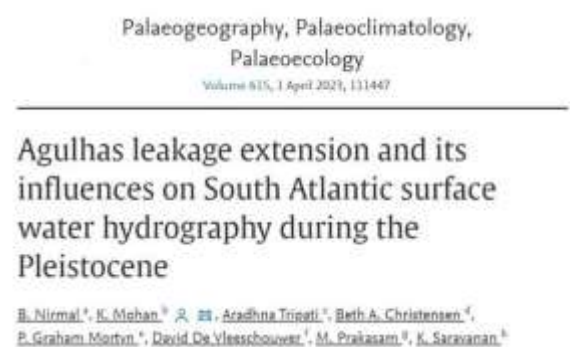 Palaeogeography, Palaeoclimatology,
Palaeoecology
Volume 615, 1 April 2023, 111447
Agulhas leakage extension and its
influences on South Atlantic surface
water hydrography during the
Pleistocene
B. Nirmal a, K. Mohan b, Aradhna Tripati c, Beth A. Christensen d,
P. Graham Mortyn e, David De Vleeschouwer f, M. Prakasam g, K. Saravanan h